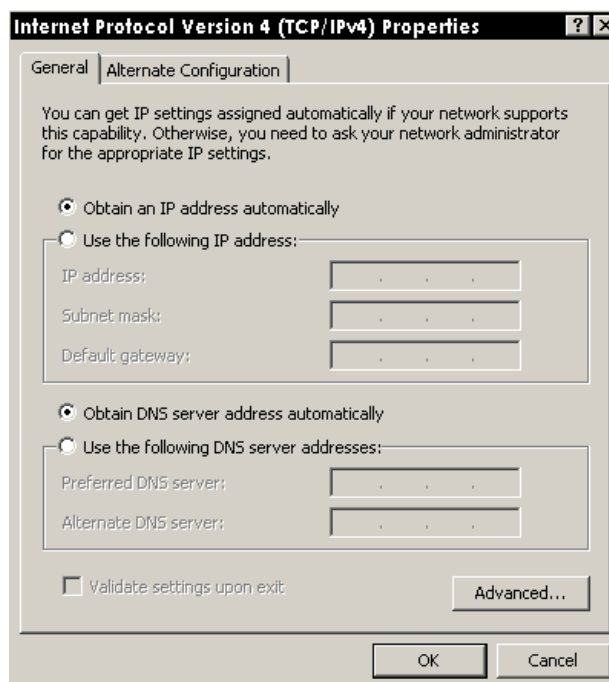 Internet Protocol Version 4 (TCP/IPv4) Properties
General
Alternate Configuration
You can get IP settings assigned automatically if your network supports
this capability. Otherwise, you need to ask your network administrator
for the appropriate IP settings.
Obtain an IP address automatically
Use the following IP address:
IP address:
Subnet mask:
Default gateway:
Obtain DNS server address automatically
Use the following DNS server addresses:
Preferred DNS server:
Alternate DNS server:
Validate settings upon exit
Advanced...
OK
Cancel